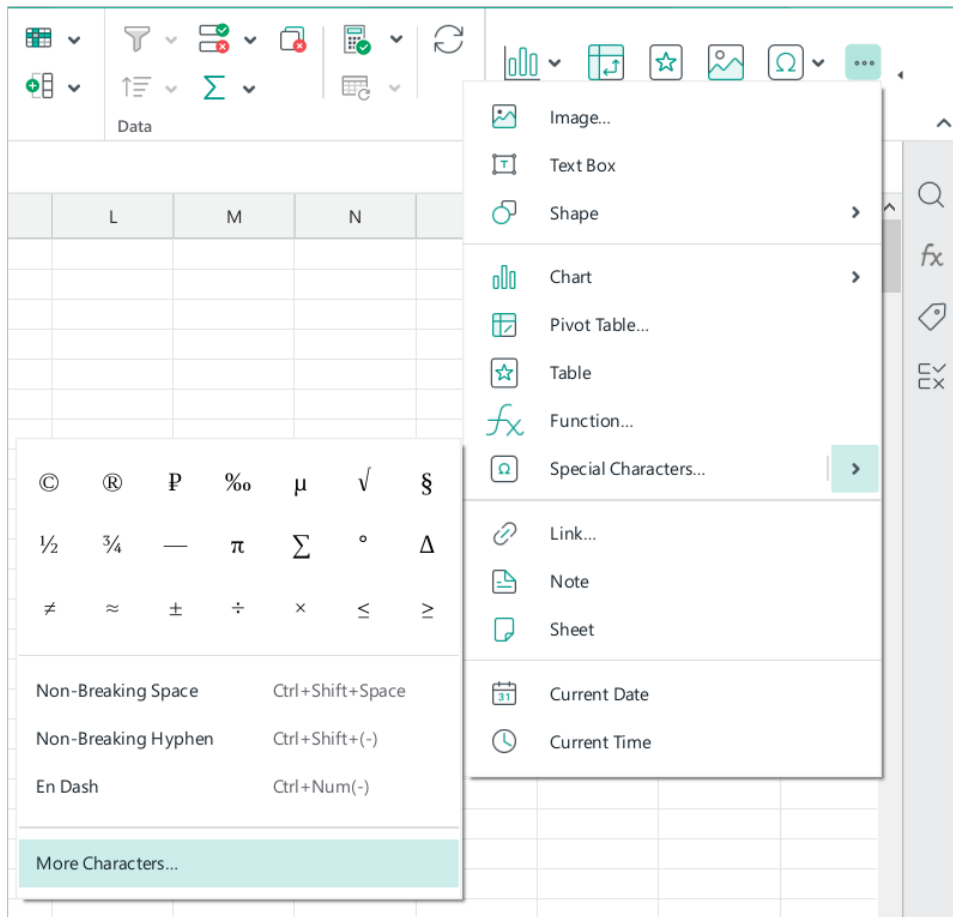 Data
L M N
Image...
Text Box
Shape
Chart
Pivot Table...
Table
Function...
Special Characters...
Link...
Note
Sheet
31 Current Date
Current Time
© ® ₽ ‰ µ √ §
½ ¾ — π ∑ ° Δ
≠ ≈ ± ÷ × ≤ ≥
Non-Breaking Space Ctrl+Shift+Space
Non-Breaking Hyphen Ctrl+Shift+(-)
En Dash Ctrl+Num(-)
More Characters...
fx